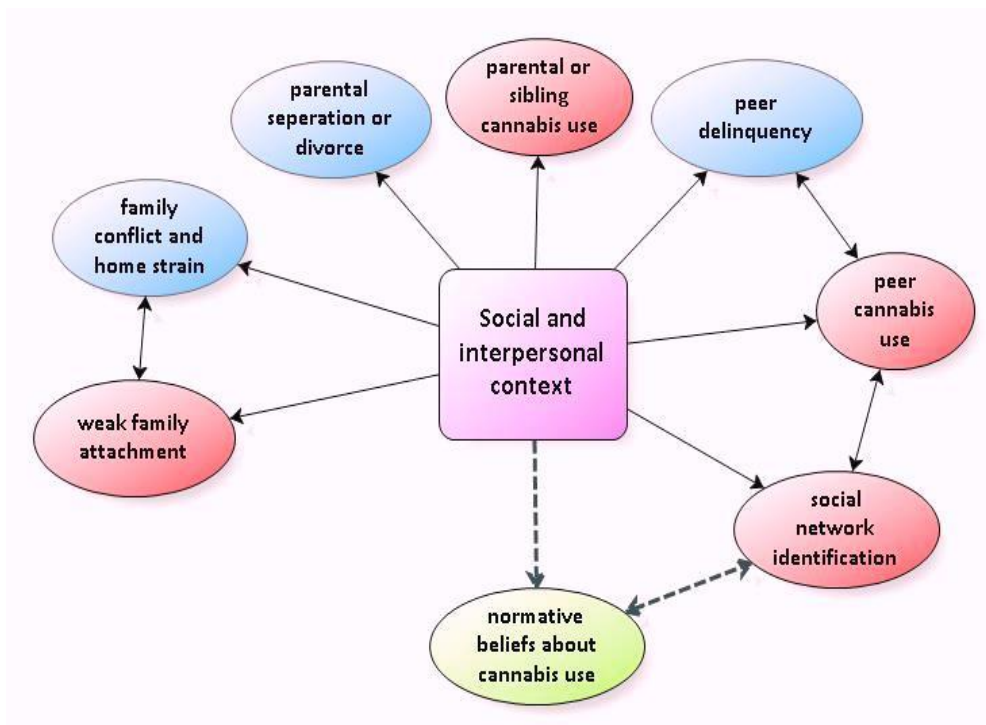 parental
seperation or
divorce
parental or
sibling
cannabis use
peer
delinquency
family
conflict and
home strain
peer
cannabis
use
Social and
interpersonal
context
weak family
attachment
social
network
identification
normative
beliefs about
cannabis use